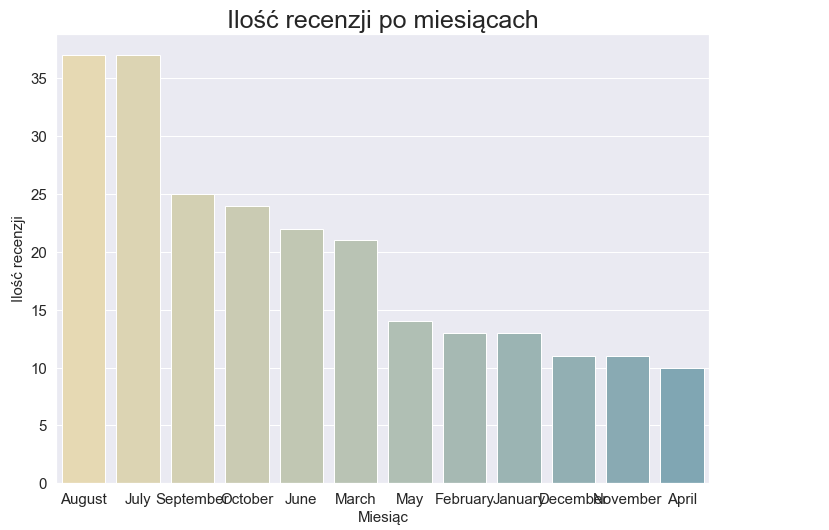 Ilość recenzji po miesiącach
Ilość recenzji
35
30
25
20
15
10
5
0
August July September October June March May February January December November April
Miesiąc